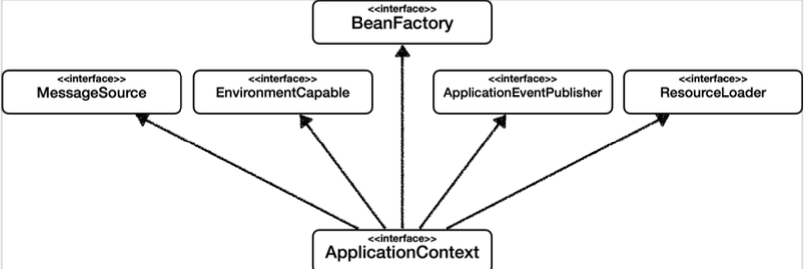 <<interface>>
BeanFactory
<<interface>>
MessageSource
<<interface>>
EnvironmentCapable
<<interface>>
ApplicationEventPublisher
<<interface>>
ResourceLoader
<<interface>>
ApplicationContext